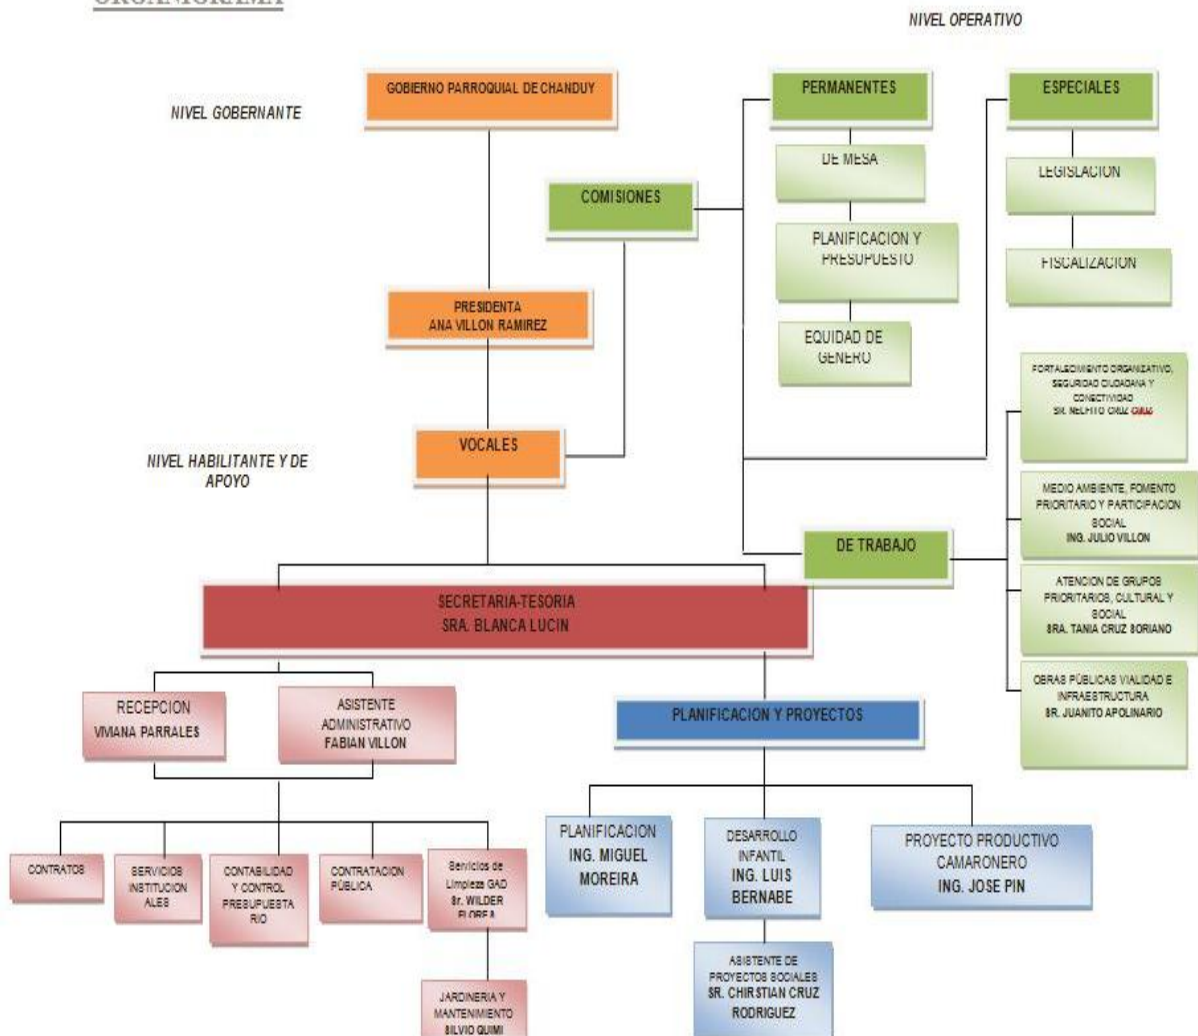 ORGANIGRAMA
NIVEL OPERATIVO
NIVEL GOBERNANTE
GOBIERNO PARROQUIAL DE CHANDUY
PERMANENTES
ESPECIALES
DE MESA
LEGISLACION
COMISIONES
PLANIFICACION Y
PRESUPUESTO
FISCALIZACION
PRESIDENTA
ANA VILLON RAMIREZ
EQUIDAD DE
GENERO
FORTALECIMIENTO ORGANIZATIVO,
SEGURIDAD CIUDADANA Y
CONECTIVIDAD
SR. NELFITO CRUZ CRUZ
VOCALES
NIVEL HABILITANTE Y DE
APOYO
MEDIO AMBIENTE, FOMENTO
PRIORITARIO Y PARTICIPACION
SOCIAL
ING. JULIO VILLON
DE TRABAJO
ATENCION DE GRUPOS
PRIORITARIOS, CULTURAL Y
SOCIAL
SRA. TANIA CRUZ SORIANO
SECRETARIA-TESORIA
SRA. BLANCA LUCIN
OBRAS PÚBLICAS VIALIDAD E
INFRAESTRUCTURA
SR. JUANITO APOLINARIO
RECEPCION
VIVIANA PARRALES
ASISTENTE
ADMINISTRATIVO
FABIAN VILLON
PLANIFICACION Y PROYECTOS
PLANIFICACION
ING. MIGUEL
MOREIRA
DESARROLLO
INFANTIL
ING. LUIS
BERNABE
PROYECTO PRODUCTIVO
CAMARONERO
ING. JOSE PIN
CONTRATOS
SERVICIOS
INSTITUCION
ALES
CONTABILIDAD
Y CONTROL
PRESUPUESTA
RIO
CONTRATACION
PÚBLICA
Servicios de
Limpieza GAD
Sr. WILDER
ASISTENTE DE
PROYECTOS SOCIALES
SR. CHIRSTIAN CRUZ
RODRIGUEZ
JARDINERIA Y
MANTENIMIENTO
SILVIO QUIMI